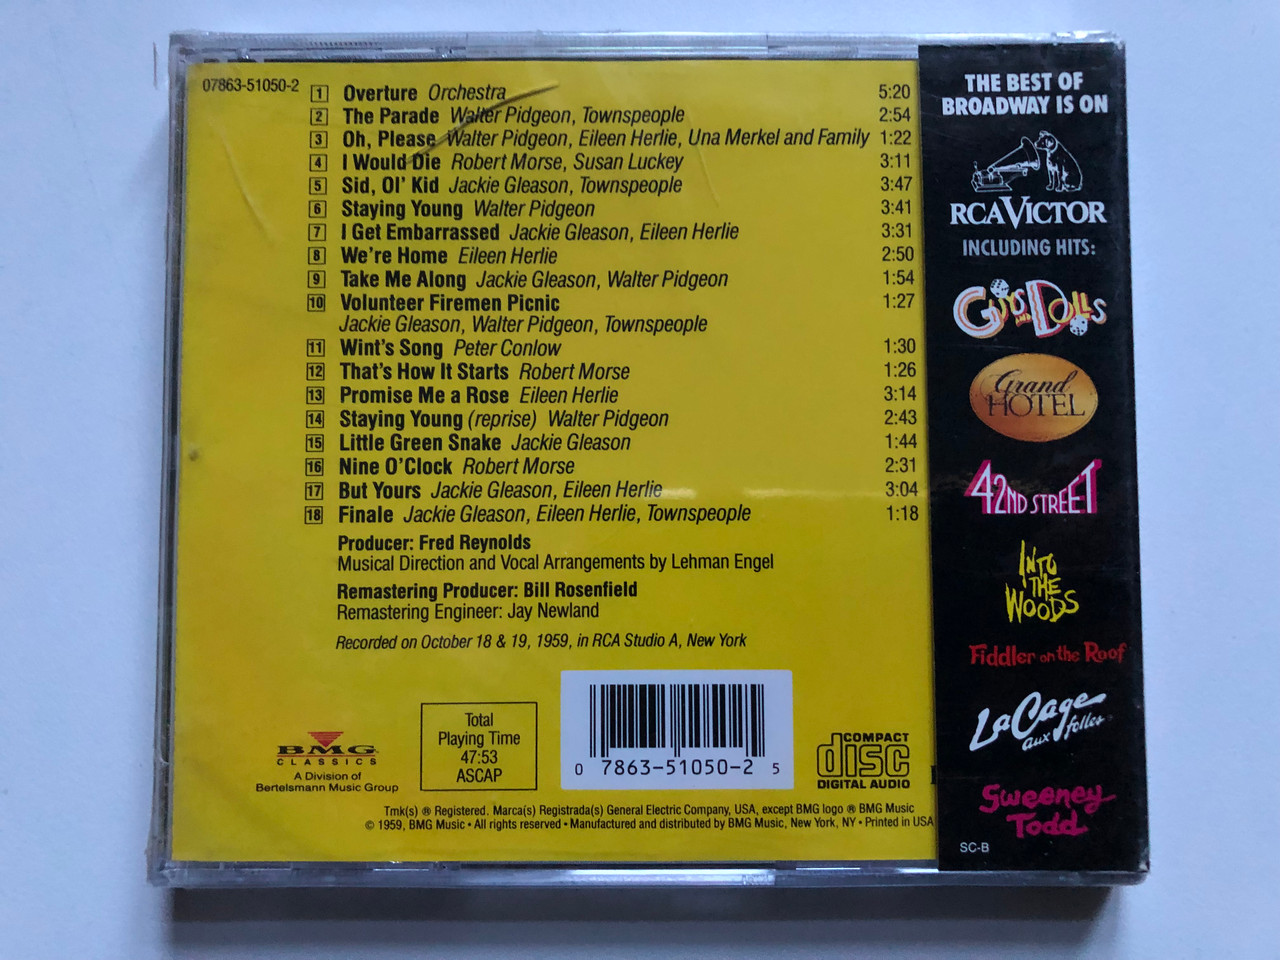 07863-51050-2
1 Overture Orchestra 5:20
2 The Parade Walter Pidgeon, Townspeople 2:54
3 Oh, Please Walter Pidgeon, Eileen Herlie, Una Merkel and Family 1:22
4 I Would Die Robert Morse, Susan Luckey 3:11
5 Sid, Ol' Kid Jackie Gleason, Townspeople 3:47
6 Staying Young Walter Pidgeon 3:41
7 I Get Embarrassed Jackie Gleason, Eileen Herlie 3:31
8 We're Home Eileen Herlie 2:50
9 Take Me Along Jackie Gleason, Walter Pidgeon 1:54
10 Volunteer Firemen Picnic 1:27
Jackie Gleason, Walter Pidgeon, Townspeople
11 Wint's Song Peter Conlow 1:30
12 That's How It Starts Robert Morse 1:26
13 Promise Me a Rose Eileen Herlie 3:14
14 Staying Young (reprise) Walter Pidgeon 2:43
15 Little Green Snake Jackie Gleason 1:44
16 Nine O'Clock Robert Morse 2:31
17 But Yours Jackie Gleason, Eileen Herlie 3:04
18 Finale Jackie Gleason, Eileen Herlie, Townspeople 1:18
Producer: Fred Reynolds
Musical Direction and Vocal Arrangements by Lehman Engel
Remastering Producer: Bill Rosenfield
Remastering Engineer: Jay Newland
Recorded on October 18 & 19, 1959, in RCA Studio A, New York
BMG
CLASSICS
A Division of
Bertelsmann Music Group
Total
Playing Time
47:53
ASCAP
0 7863-51050-2 5
COMPACT
disc
DIGITAL AUDIO
Tmk(s) ® Registered. Marca(s) Registrada(s) General Electric Company, USA, except BMG logo ® BMG Music
© 1959, BMG Music • All rights reserved • Manufactured and distributed by BMG Music, New York, NY • Printed in USA
THE BEST OF
BROADWAY IS ON
RCA VICTOR
INCLUDING HITS:
GUYS AND DOLLS
Grand
HOTEL
42ND STREET
INTO
THE
WOODS
Fiddler on the Roof
La Cage
aux folles
Sweeney
Todd
SC-B